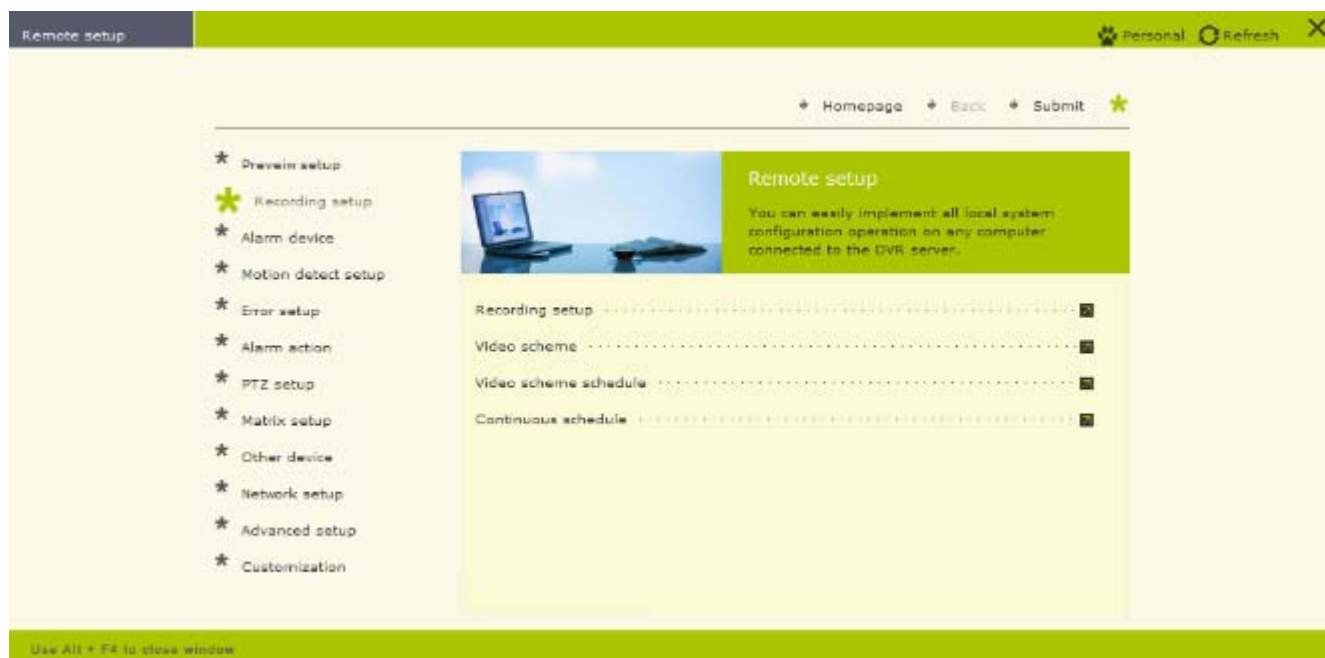 Remote setup
Personal Refresh
Homepage Back Submit
Prevein setup
Recording setup
Alarm device
Motion detect setup
Error setup
Alarm action
PTZ setup
Matrix setup
Other device
Network setup
Advanced setup
Customization
Remote setup
You can easily implement all local system
configuration operation on any computer
connected to the DVR server.
Recording setup
Video scheme
Video scheme schedule
Continuous schedule
Use Alt + F4 to close window